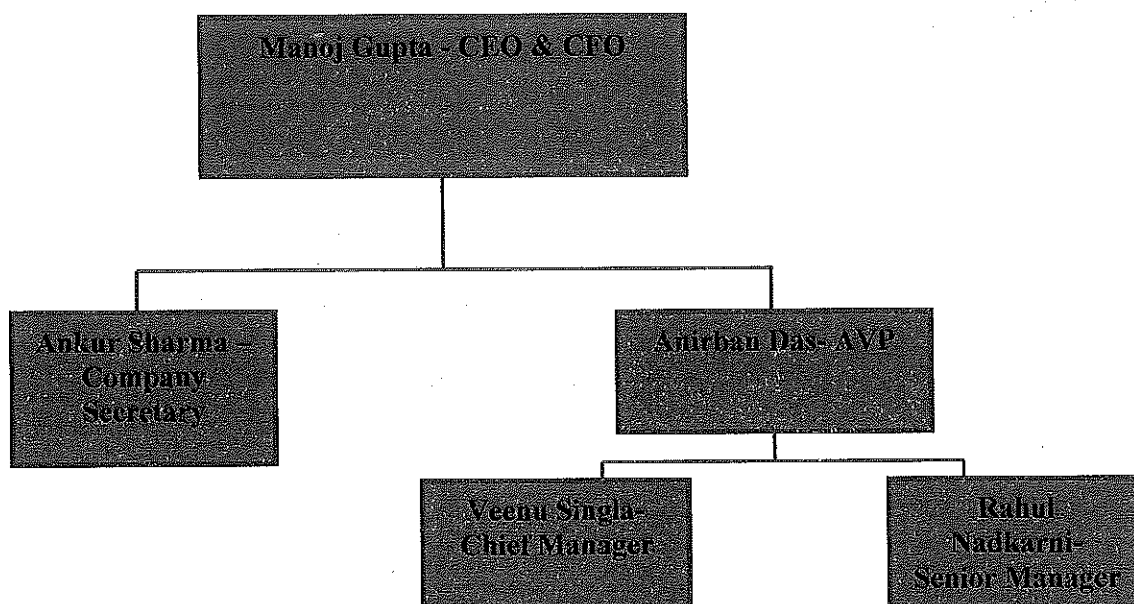 Manoj Gupta - CEO & CFO
Ankur Sharma –
Company
Secretary
Anirban Das- AVP
Veenu Singla-
Chief Manager
Rahul
Nadkarni-
Senior Manager